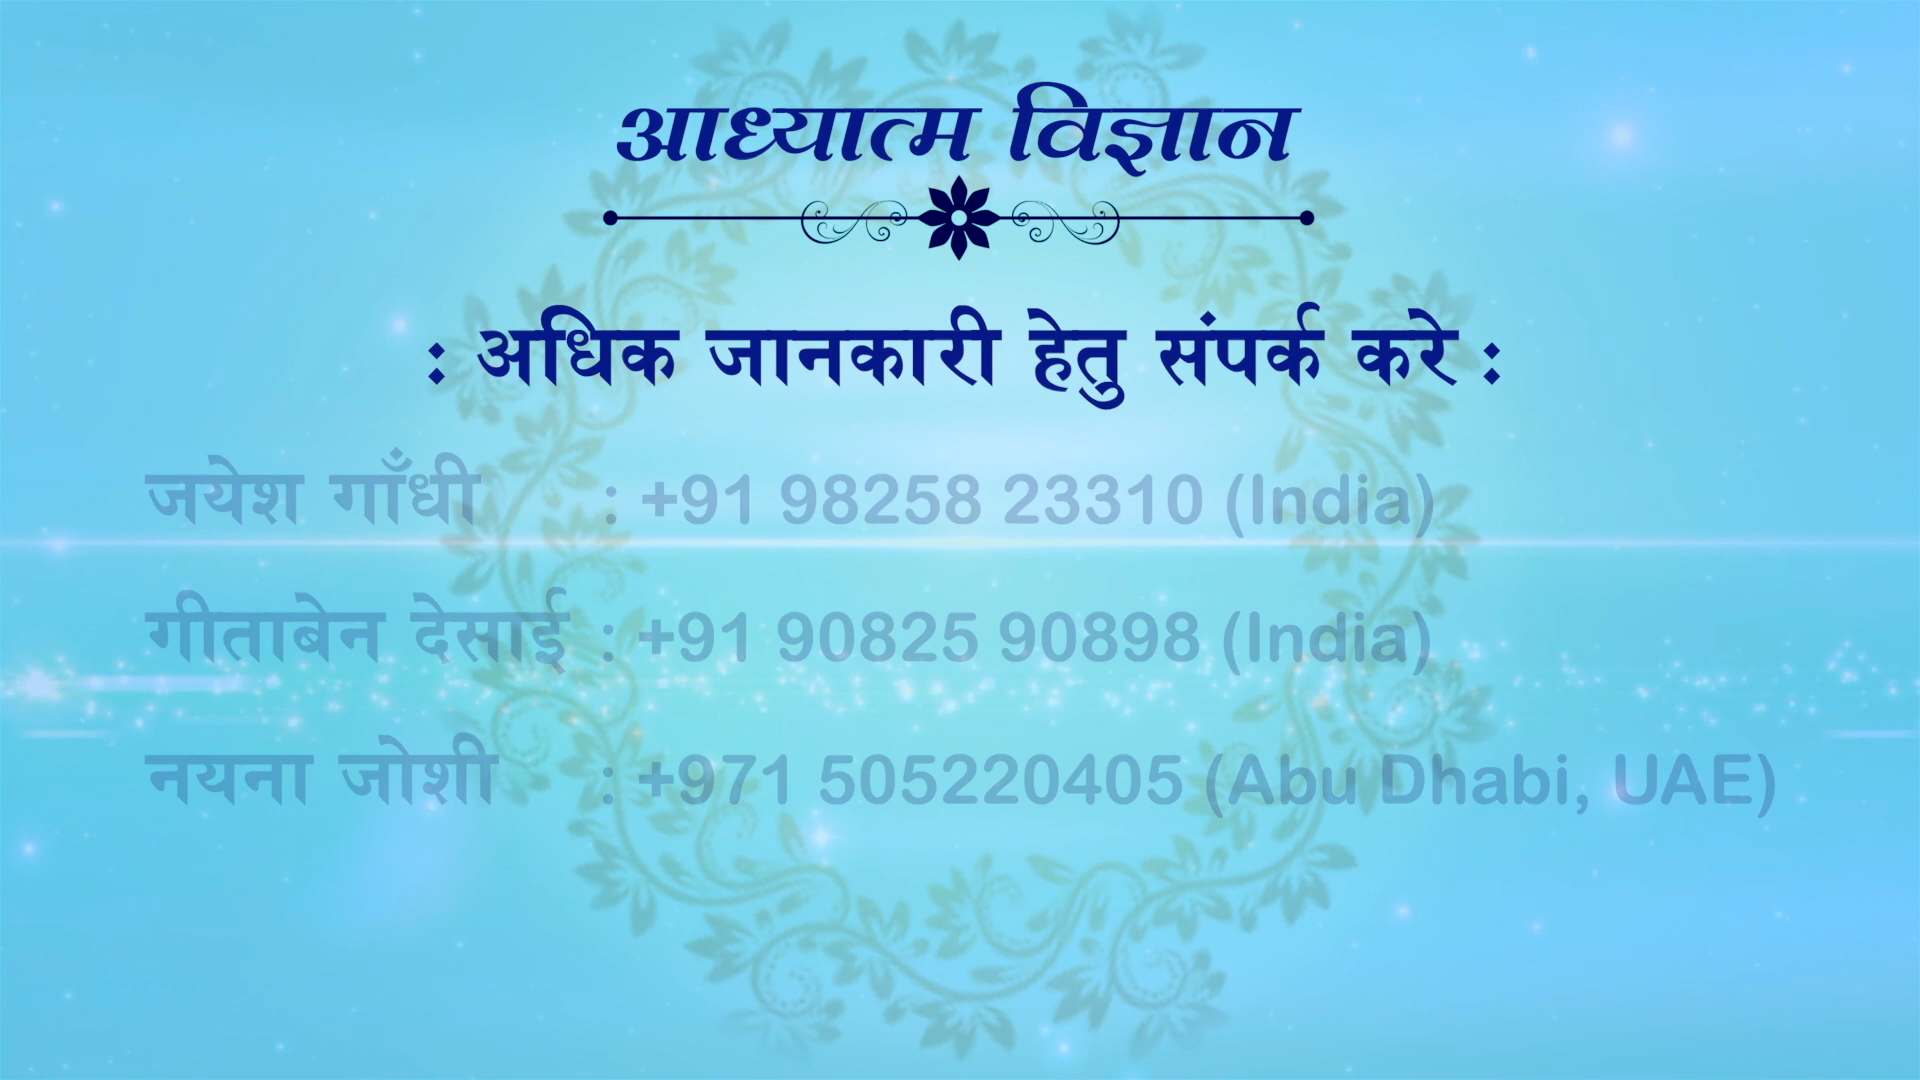 आध्यात्म विज्ञान
: अधिक जानकारी हेतु संपर्क करे :
जयेश गाँधी : +91 98258 23310 (India)
गीताबेन देसाई : +91 90825 90898 (India)
नयना जोशी : +971 505220405 (Abu Dhabi, UAE)